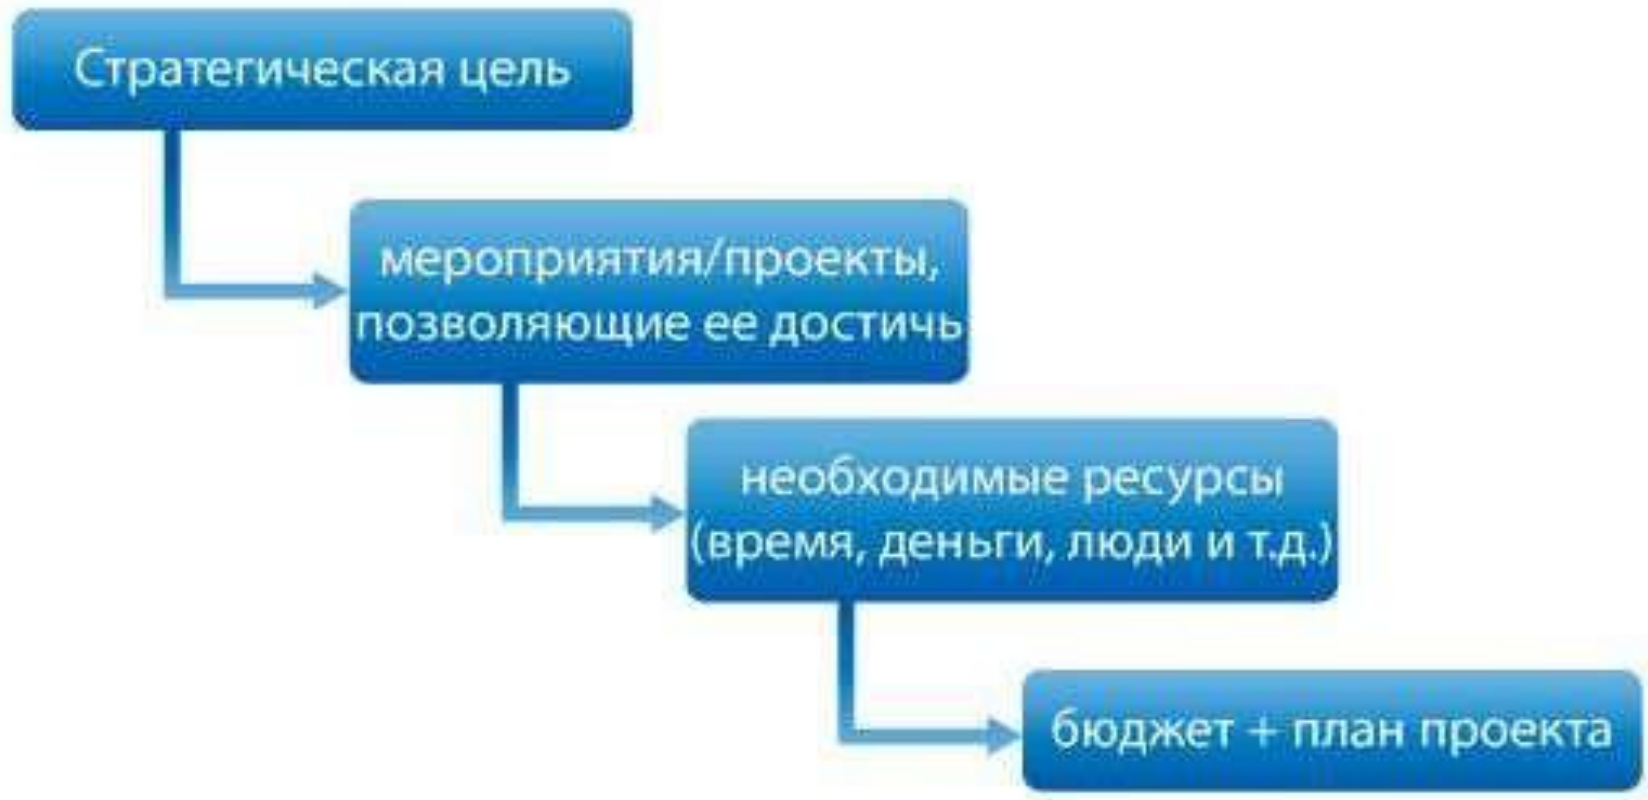 Стратегическая цель
мероприятия/проекты,
позволяющие ее достичь
необходимые ресурсы
(время, деньги, люди и т.д.)
бюджет + план проекта